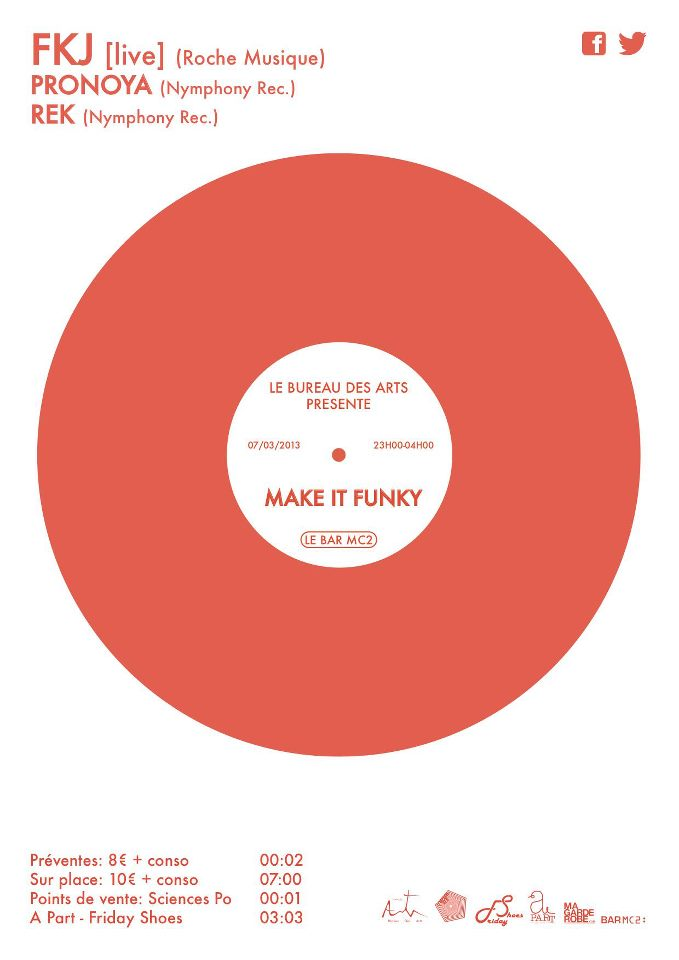 FKJ [live] (Roche Musique)
PRONOYA (Nymphony Rec.)
REK (Nymphony Rec.)
LE BUREAU DES ARTS
PRESENTE
07/03/2013 23H00-04H00
MAKE IT FUNKY
LE BAR MC2
Préventes: 8€ + conso 00:02
Sur place: 10€ + conso 07:00
Points de vente: Sciences Po 00:01
A Part - Friday Shoes 03:03
Friday Shoes
a PART
MA
GARDE
ROBE
BARMC2: